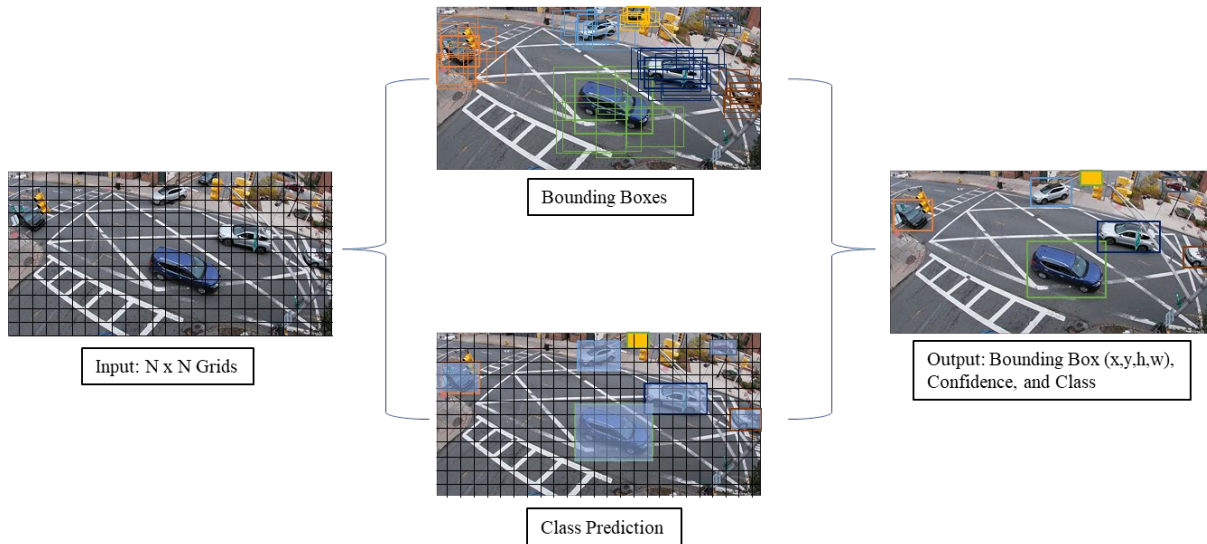 Bounding Boxes
Input: N x N Grids
Output: Bounding Box (x,y,h,w),
Confidence, and Class
Class Prediction